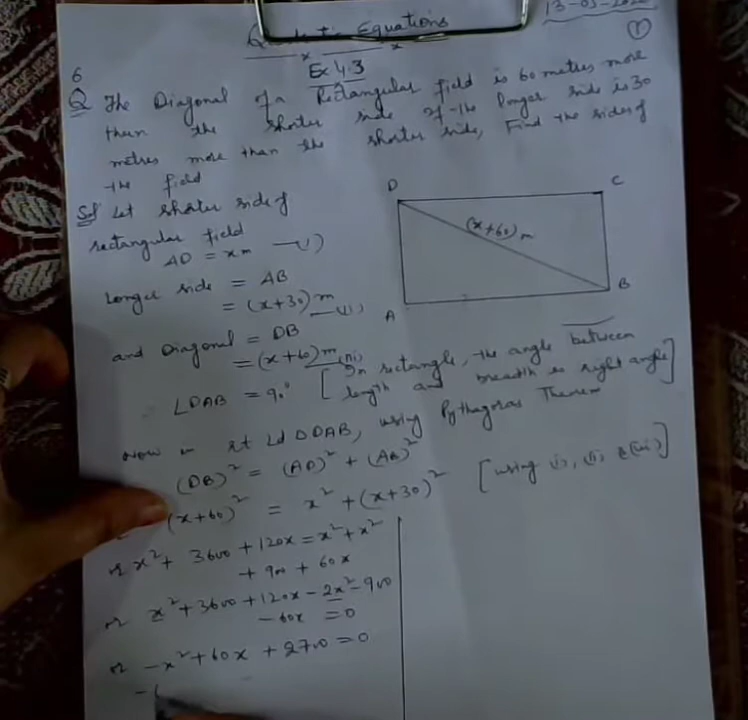 13-03-
Quadratic Equations
Ex 4.3
(1)
6
Q The Diagonal of a Rectangular field is 60 metres more
than the shorter side If the longer side is 30
metres more than the shorter side, Find the sides of
the field
Sol Let shorter side of
rectangular field
AD = x m —(i)
Longer side = AB
= (x+30) m —(ii)
and Diagonal = DB
= (x+60) m —(iii)
D
C
(x+60) m
A
B
∠DAB = 90° [In rectangle, the angle between
length and breadth is right angle]
Now in rt ∠d ΔDAB, using Pythagoras Theorem
(DB)² = (AD)² + (AB)²
(x+60)² = x² + (x+30)² [using (i), (ii) & (iii)]
or x² + 3600 + 120x = x² + x²
+ 900 + 60x
or x² + 3600 + 120x - 2x² - 900
- 60x = 0
or -x² + 60x + 2700 = 0
-(